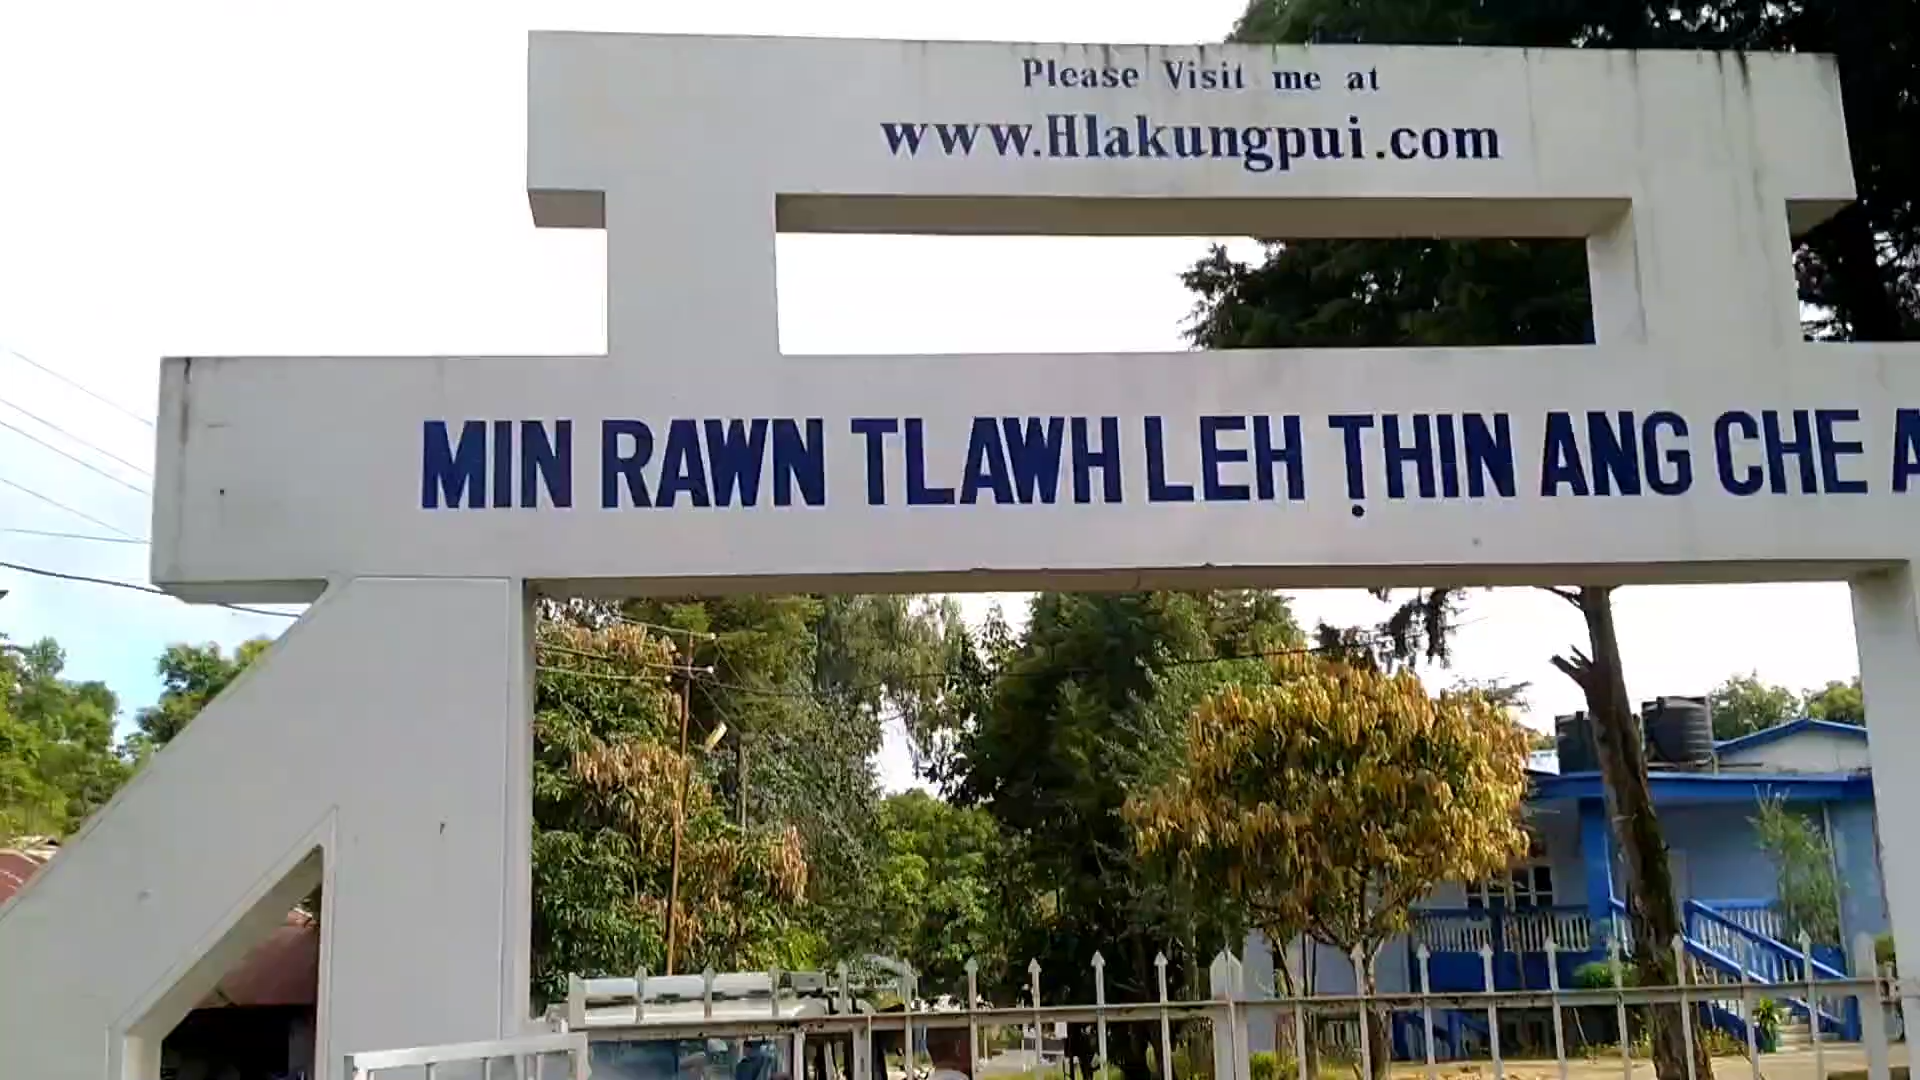 Please Visit me at
www.Hlakungpui.com
MIN RAWN TLAWH LEH ṬHIN ANG CHE